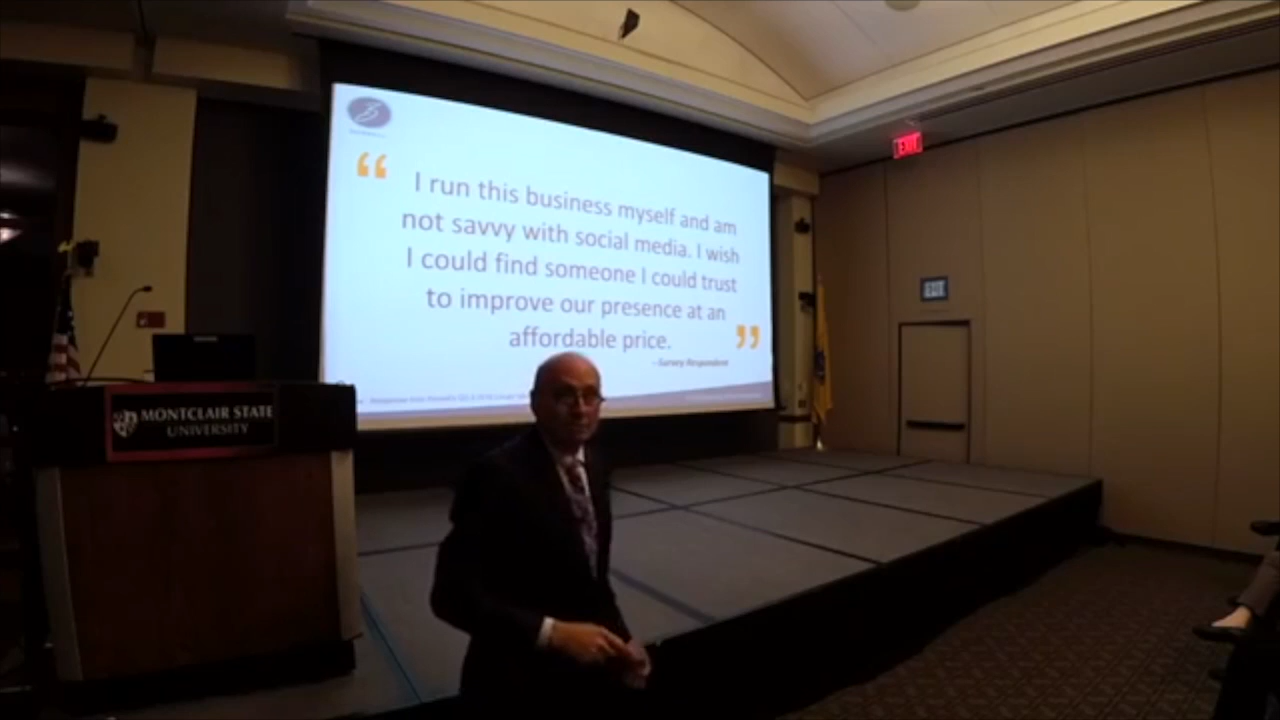 “
I run this business myself and am
not savvy with social media. I wish
I could find someone I could trust
to improve our presence at an
affordable price.
”
--Survey Respondent
EXIT
EXIT
MONTCLAIR STATE
UNIVERSITY